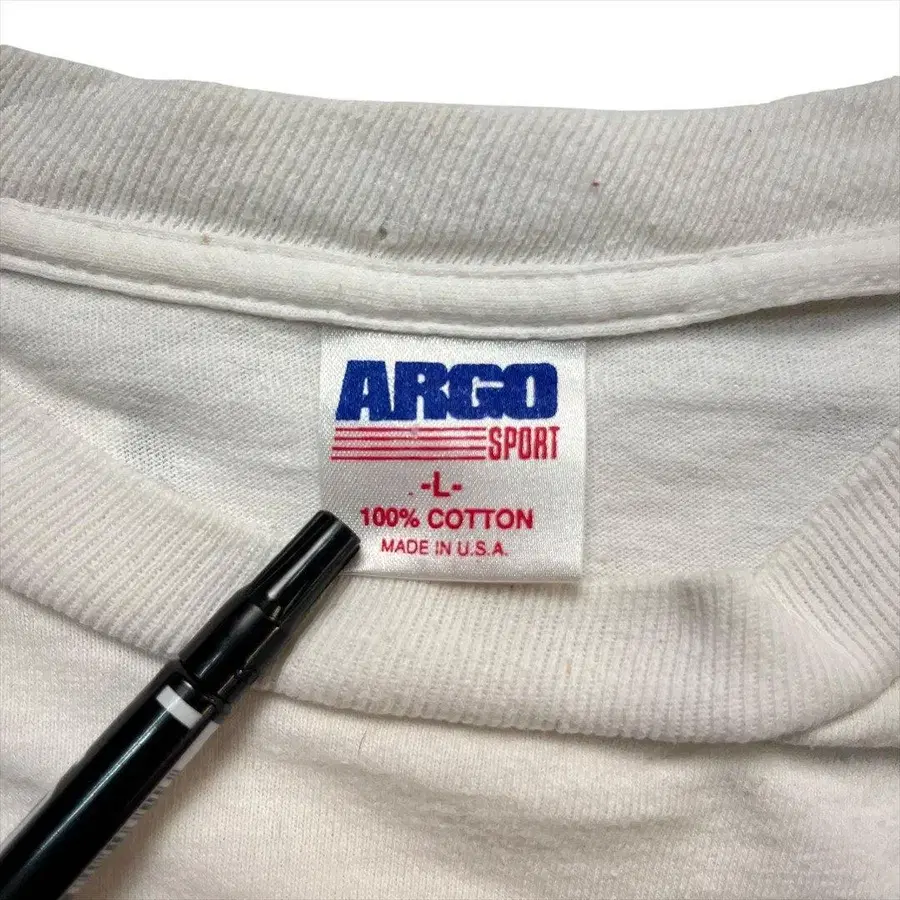 ARGO
SPORT
-L-
100% COTTON
MADE IN U.S.A.